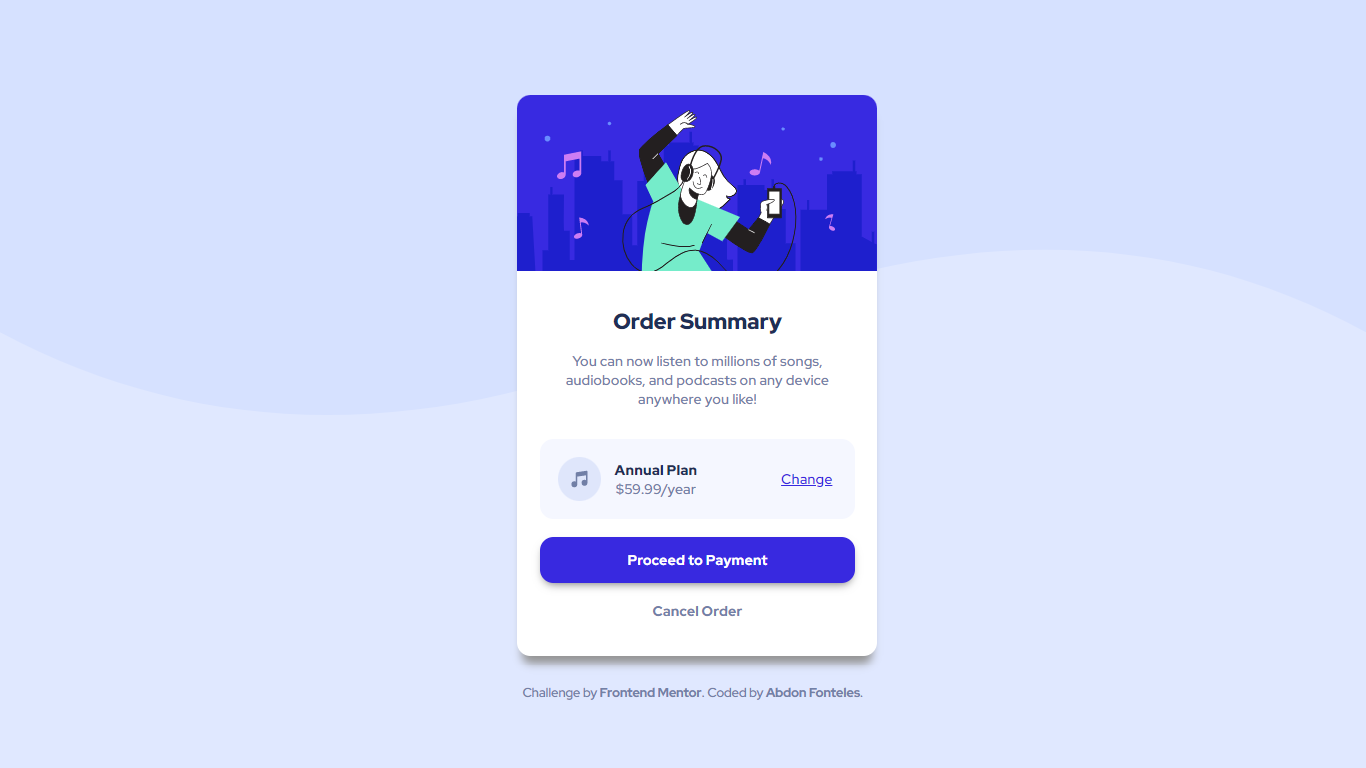 Order Summary
You can now listen to millions of songs,
audiobooks, and podcasts on any device
anywhere you like!
Annual Plan
$59.99/year
Change
Proceed to Payment
Cancel Order
Challenge by Frontend Mentor. Coded by Abdon Fonteles.